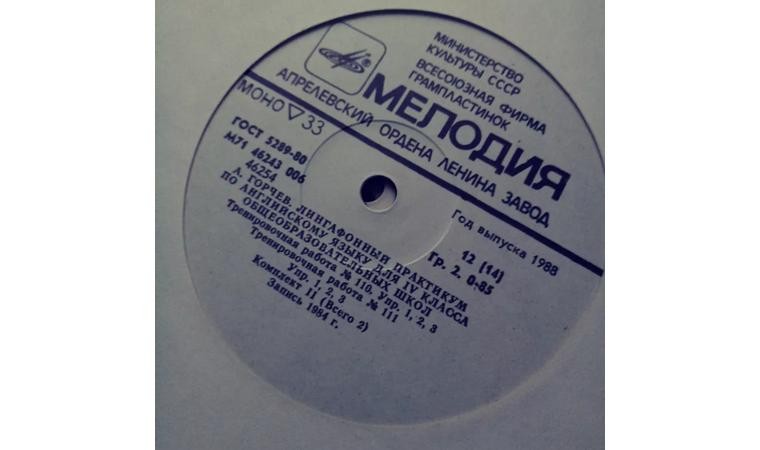 МИНИСТЕРСТВО
КУЛЬТУРЫ СССР
ВСЕСОЮЗНАЯ ФИРМА
ГРАМПЛАСТИНОК
МЕЛОДИЯ
АПРЕЛЕВСКИЙ ОРДЕНА ЛЕНИНА ЗАВОД
МОНО ▽ 33
Год выпуска 1988
ГОСТ 5289-80
12 (14)
М71 46243 006
Гр. 2. 0-85
46254
А. ГОРЧЕВ. ЛИНГАФОННЫЙ ПРАКТИКУМ
ПО АНГЛИЙСКОМУ ЯЗЫКУ ДЛЯ IV КЛАССА
ОБЩЕОБРАЗОВАТЕЛЬНЫХ ШКОЛ
Тренировочная работа № 110. Упр. 1, 2, 3
Тренировочная работа № 111
Упр. 1, 2, 3
Комплект II (Всего 2)
Запись 1984 г.